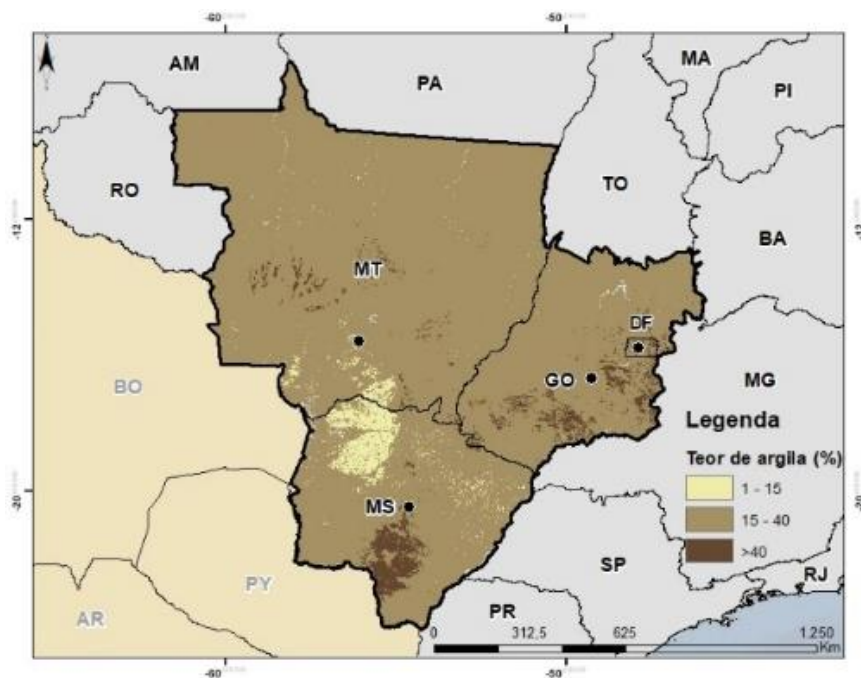 -60
-50
AM
PA
MA
PI
RO
TO
-12
-12
BA
MT
DF
BO
GO
MG
Legenda
Teor de argila (%)
1 - 15
15 - 40
>40
-20
-20
MS
SP
RJ
PY
AR
PR
0 312,5 625 1.250
Km
-60
-50